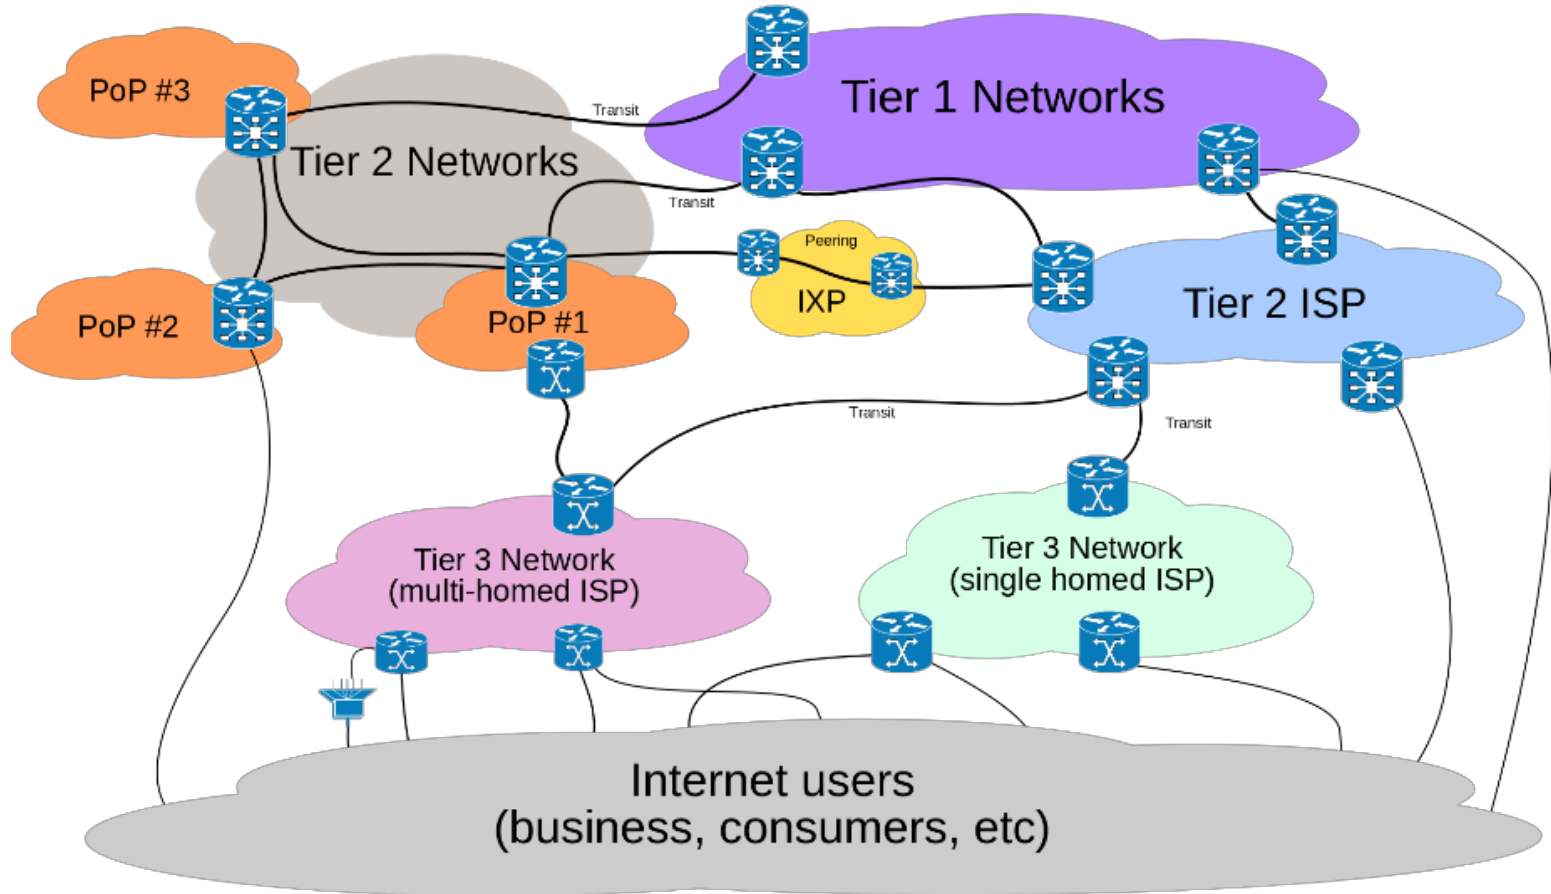 PoP #3
Transit
Tier 1 Networks
Tier 2 Networks
Transit
Peering
IXP
Tier 2 ISP
PoP #2
PoP #1
Transit
Transit
Tier 3 Network
(multi-homed ISP)
Tier 3 Network
(single homed ISP)
Internet users
(business, consumers, etc)